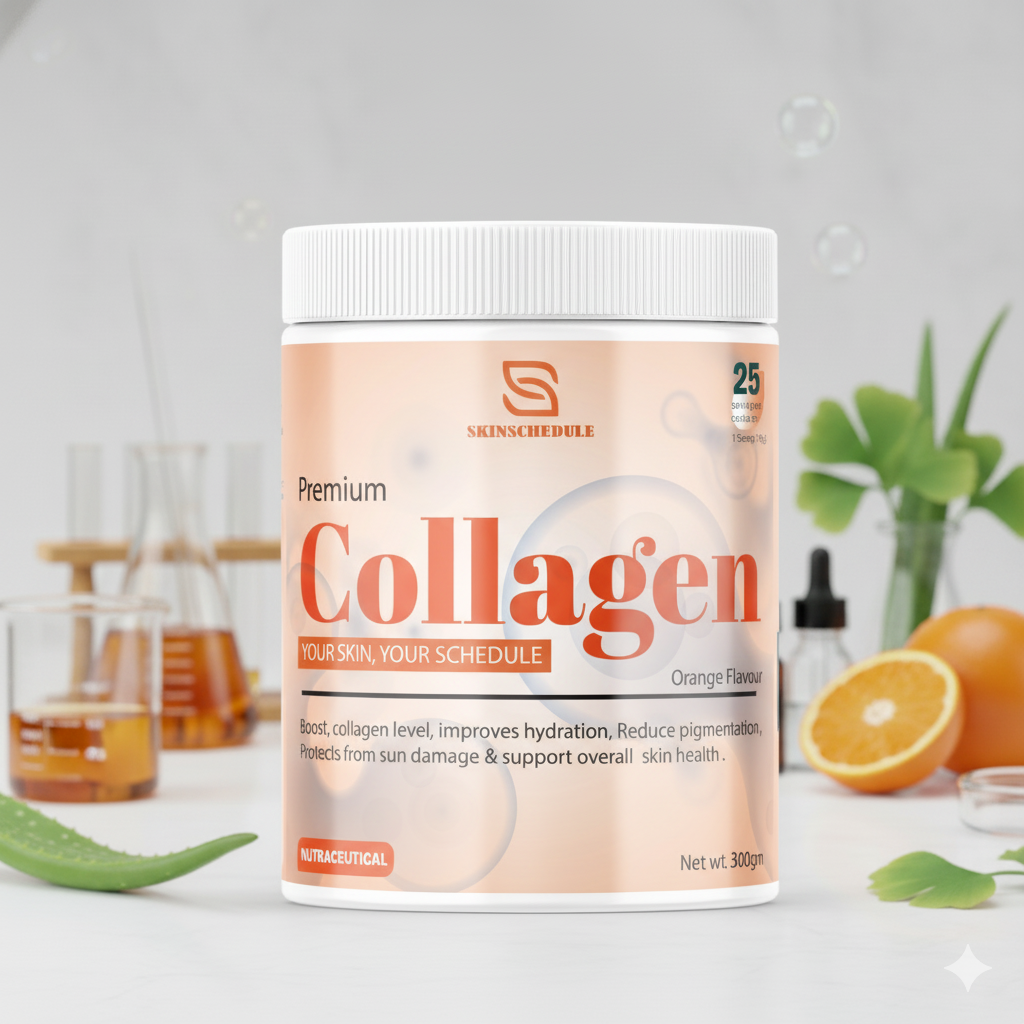 SKINSCHEDULE
25
Premium
Collagen
YOUR SKIN, YOUR SCHEDULE
Orange Flavour
Boost, collagen level, improves hydration, Reduce pigmentation,
Protects from sun damage & support overall skin health .
NUTRACEUTICAL
Net wt. 300gm